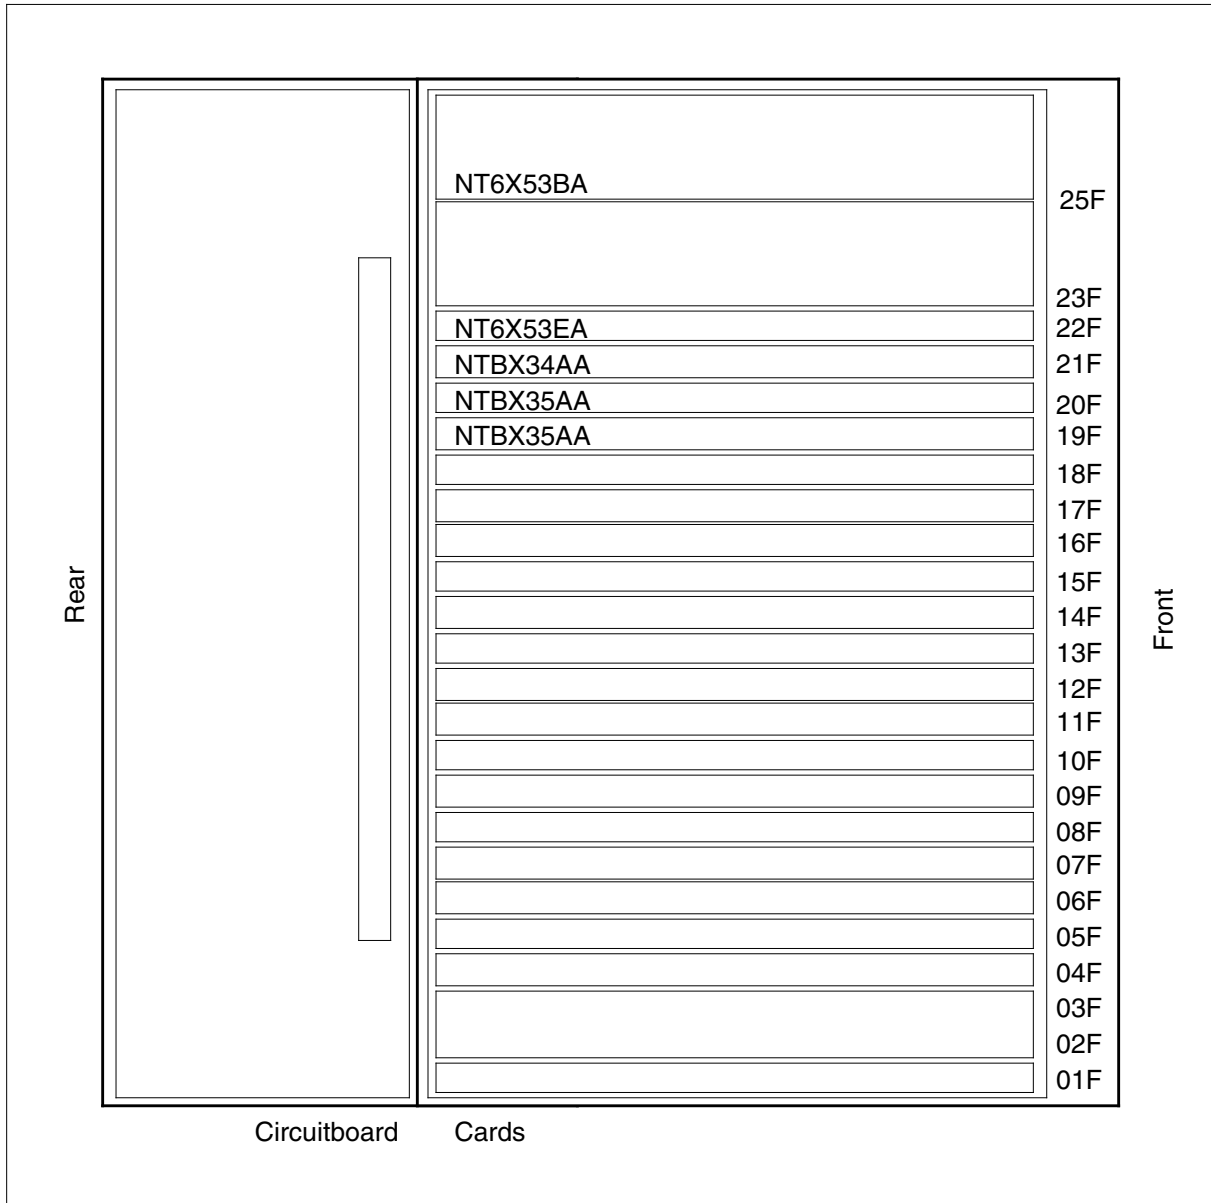 NT6X53BA
25F
23F
NT6X53EA 22F
NTBX34AA 21F
NTBX35AA 20F
NTBX35AA 19F
18F
17F
16F
15F
14F
13F
12F
11F
10F
09F
08F
07F
06F
05F
04F
03F
02F
01F
Rear
Front
Circuitboard Cards